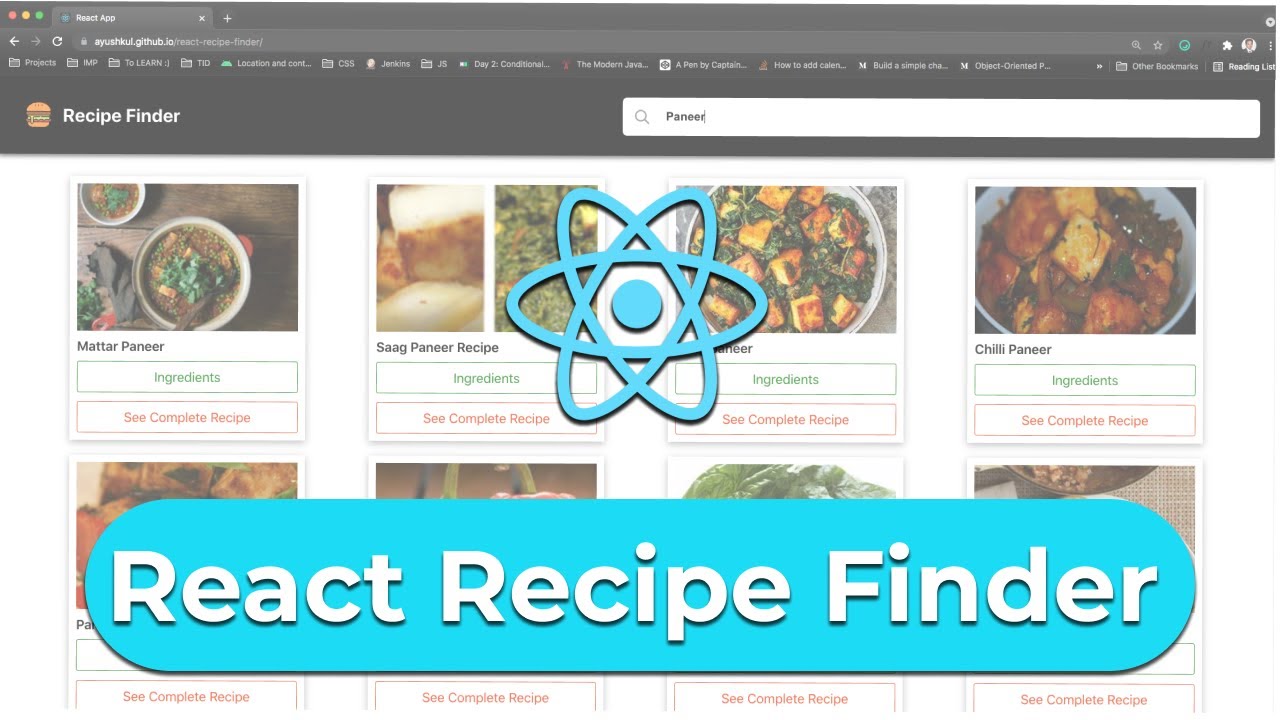 React App
ayushkul.github.io/react-recipe-finder/
Projects IMP To LEARN :) TID Location and cont... CSS Jenkins JS Day 2: Conditional... The Modern Java... A Pen by Captain... How to add calen... Build a simple cha... Object-Oriented P... » Other Bookmarks Reading List
Recipe Finder
Paneer
Mattar Paneer
Saag Paneer Recipe
Chilli Paneer
Ingredients
Ingredients
Ingredients
Ingredients
See Complete Recipe
See Complete Recipe
See Complete Recipe
See Complete Recipe
React Recipe Finder
See Complete Recipe
See Complete Recipe
See Complete Recipe
See Complete Recipe